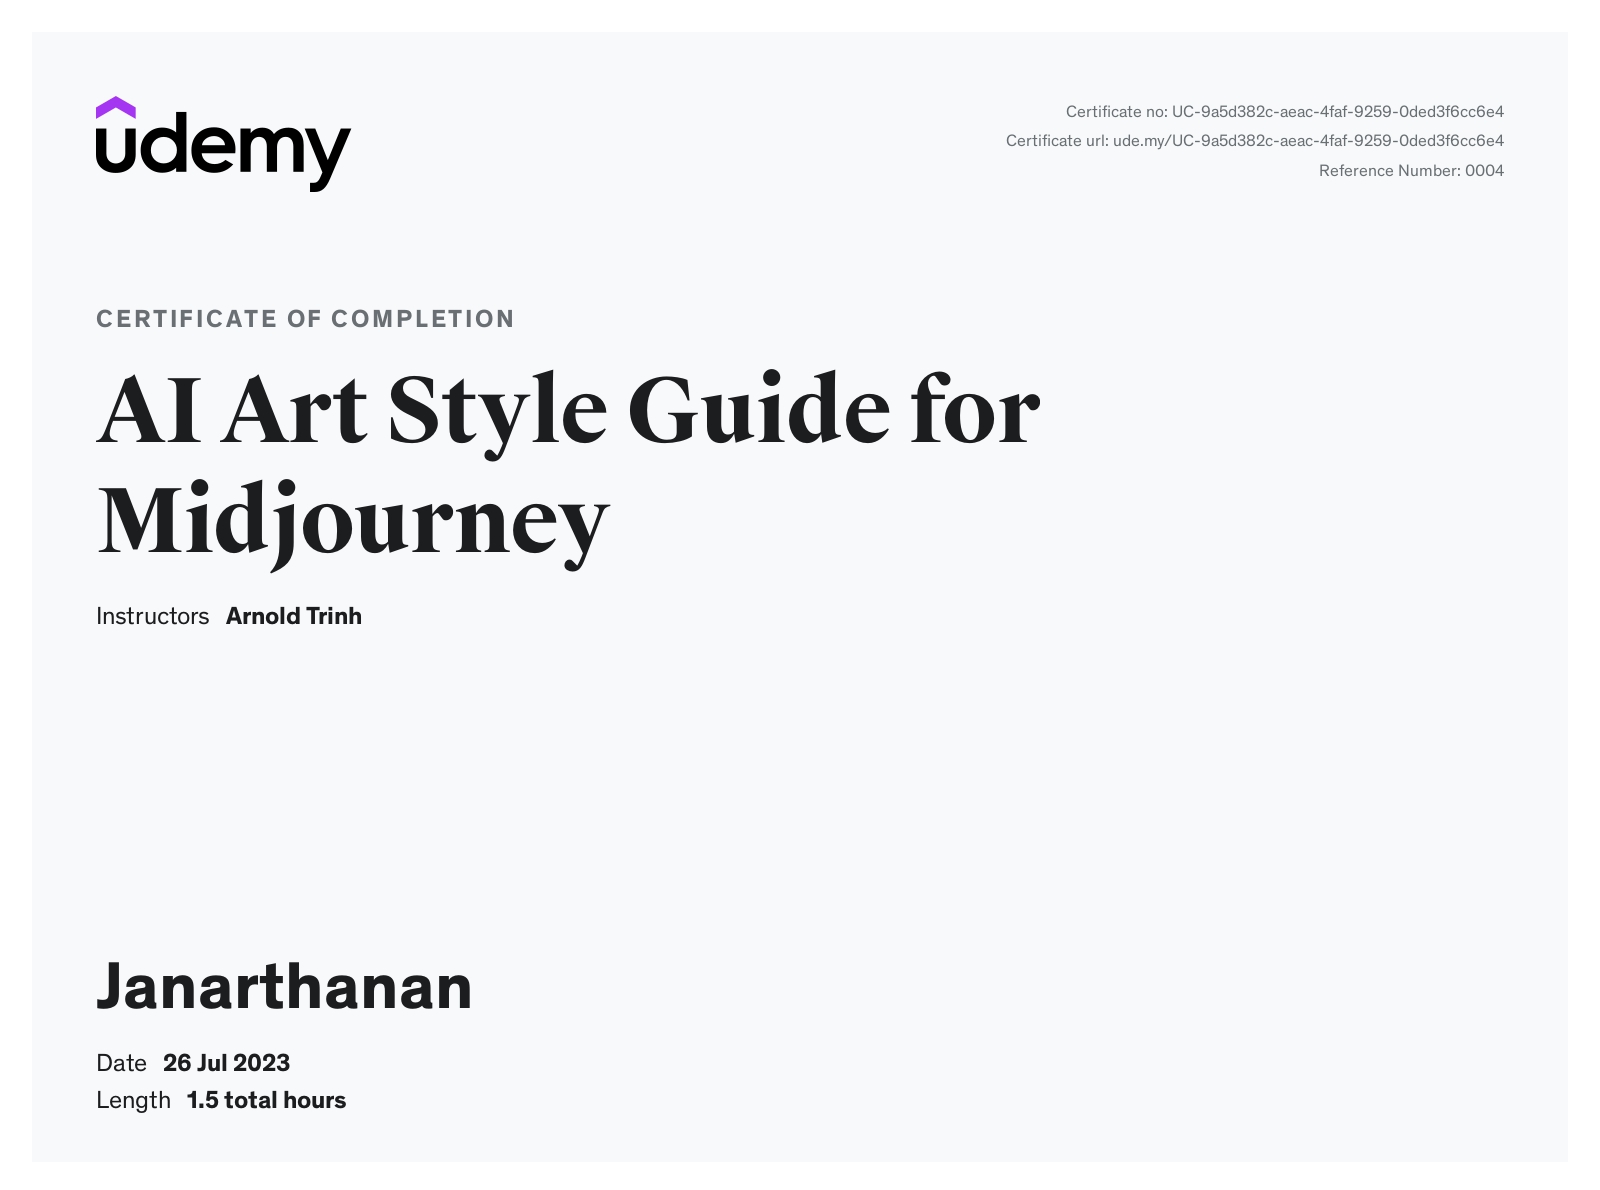 udemy
Certificate no: UC-9a5d382c-aeac-4faf-9259-0ded3f6cc6e4
Certificate url: ude.my/UC-9a5d382c-aeac-4faf-9259-0ded3f6cc6e4
Reference Number: 0004
CERTIFICATE OF COMPLETION
AI Art Style Guide for
Midjourney
Instructors Arnold Trinh
Janarthanan
Date 26 Jul 2023
Length 1.5 total hours